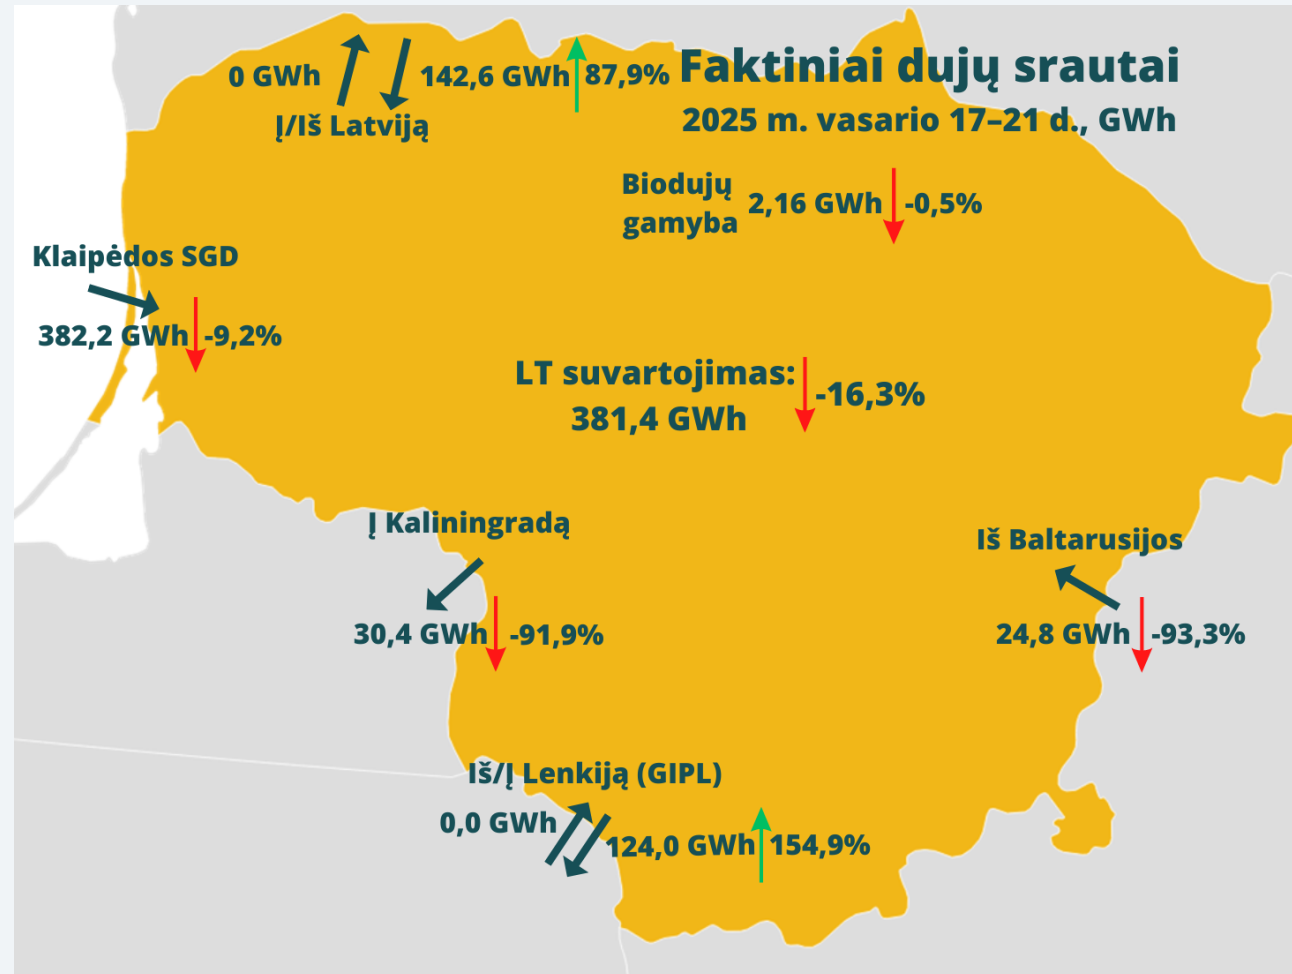 Faktiniai dujų srautai
2025 m. vasario 17–21 d., GWh
0 GWh
142,6 GWh 87,9%
Į/Iš Latviją
Biodujų
gamyba
2,16 GWh -0,5%
Klaipėdos SGD
382,2 GWh -9,2%
LT suvartojimas:
381,4 GWh
-16,3%
Į Kaliningradą
30,4 GWh -91,9%
Iš Baltarusijos
24,8 GWh -93,3%
Iš/Į Lenkiją (GIPL)
0,0 GWh
124,0 GWh 154,9%